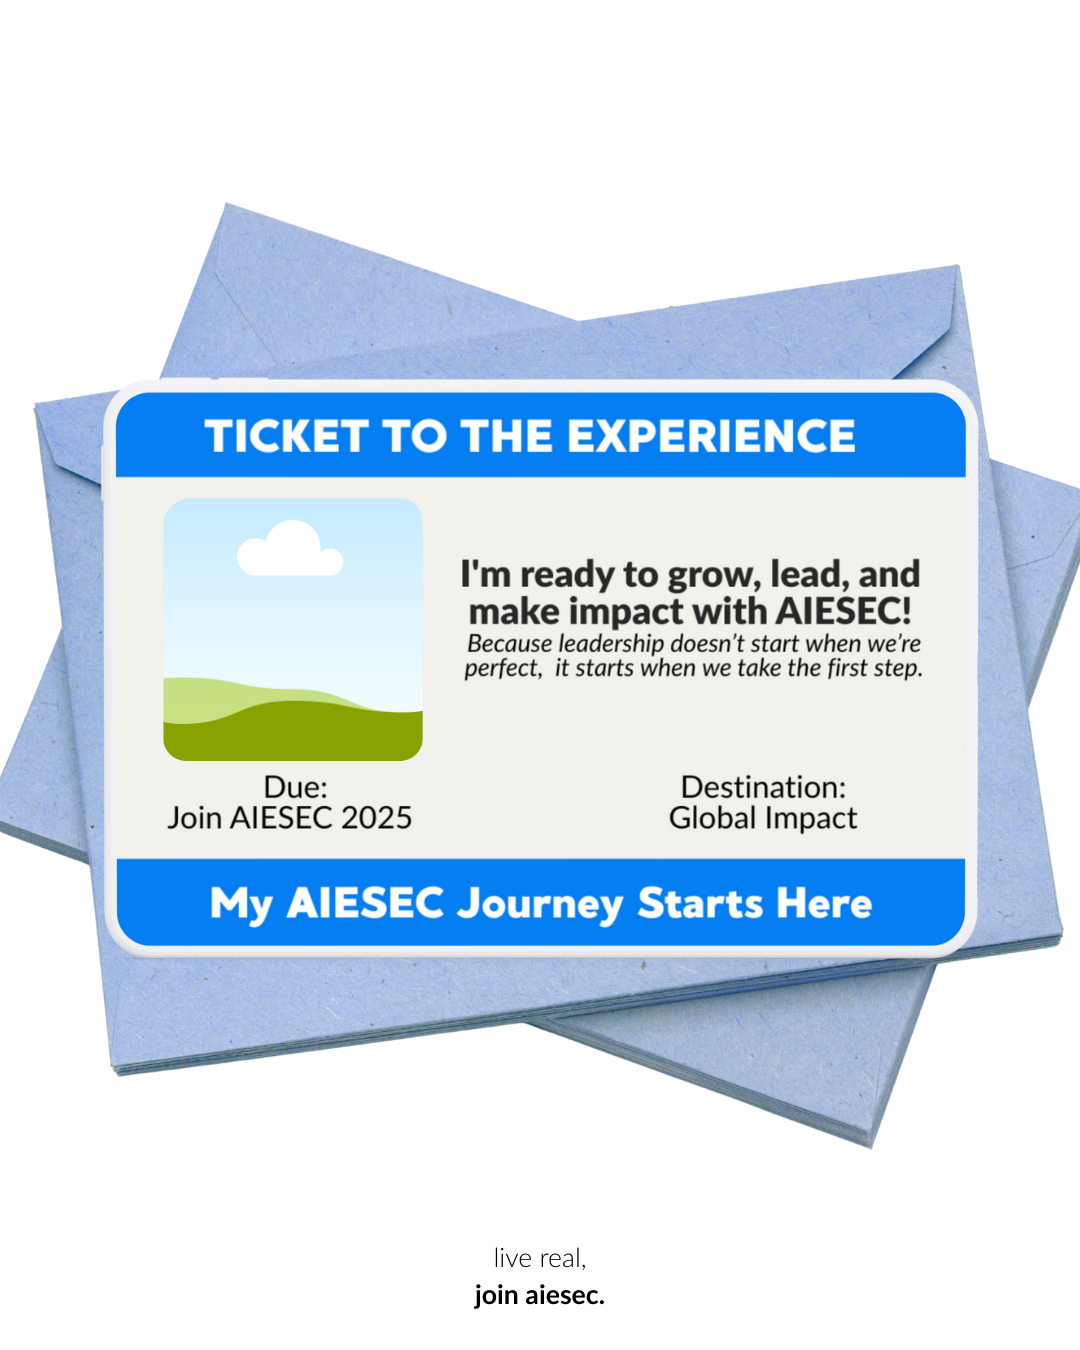 TICKET TO THE EXPERIENCE
I'm ready to grow, lead, and
make impact with AIESEC!
Because leadership doesn’t start when we’re
perfect,  it starts when we take the first step.
Due:
Join AIESEC 2025
Destination:
Global Impact
My AIESEC Journey Starts Here
live real,
join aiesec.